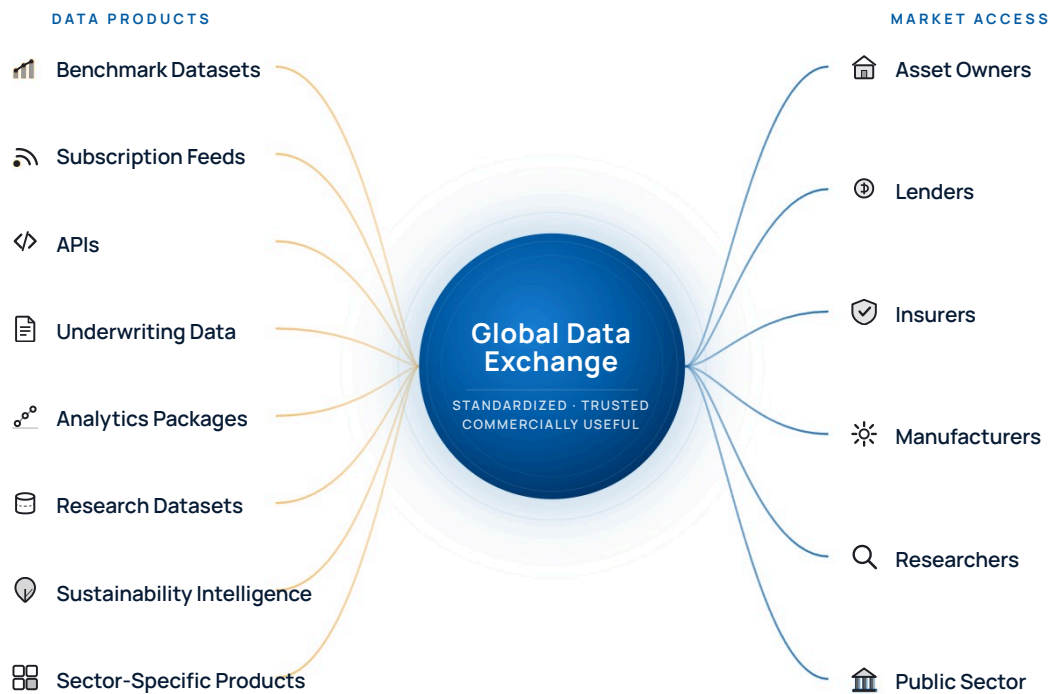 DATA PRODUCTS
Benchmark Datasets
Subscription Feeds
APIs
Underwriting Data
Analytics Packages
Research Datasets
Sustainability Intelligence
Sector-Specific Products
Global Data
Exchange
STANDARDIZED · TRUSTED
COMMERCIALLY USEFUL
MARKET ACCESS
Asset Owners
Lenders
Insurers
Manufacturers
Researchers
Public Sector